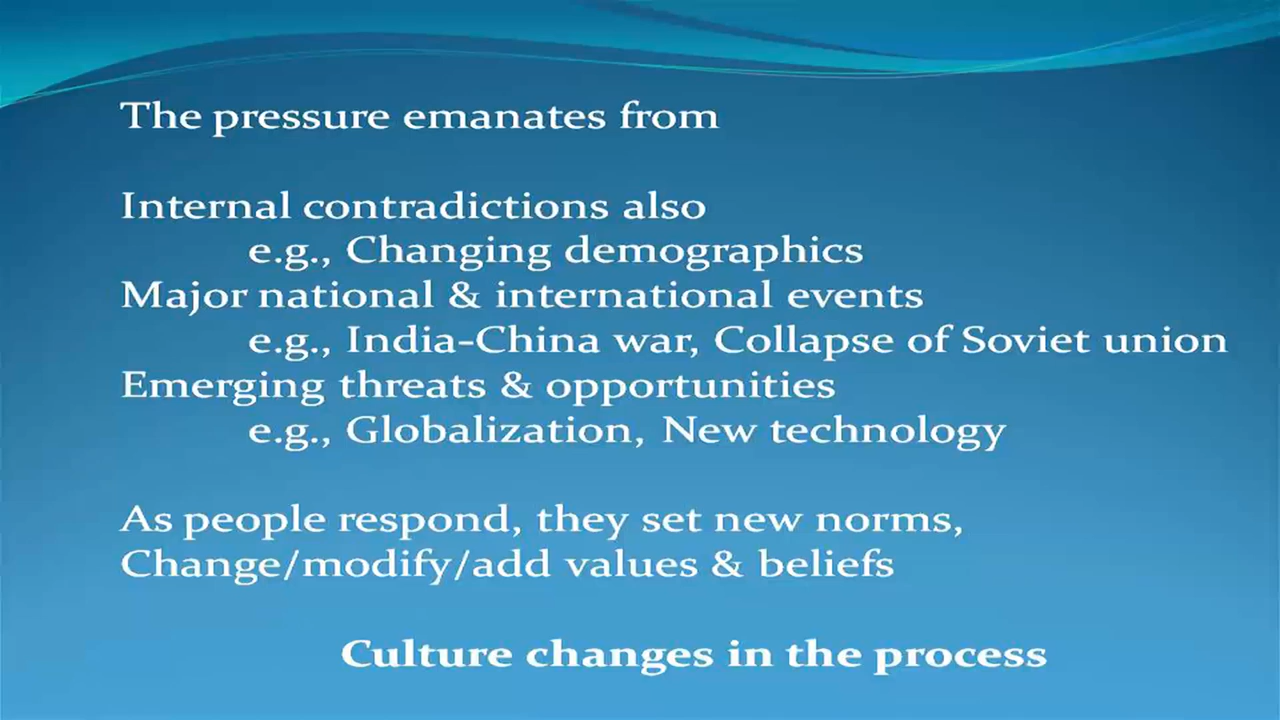 The pressure emanates from
Internal contradictions also
e.g., Changing demographics
Major national & international events
e.g., India-China war, Collapse of Soviet union
Emerging threats & opportunities
e.g., Globalization, New technology
As people respond, they set new norms,
Change/modify/add values & beliefs
Culture changes in the process